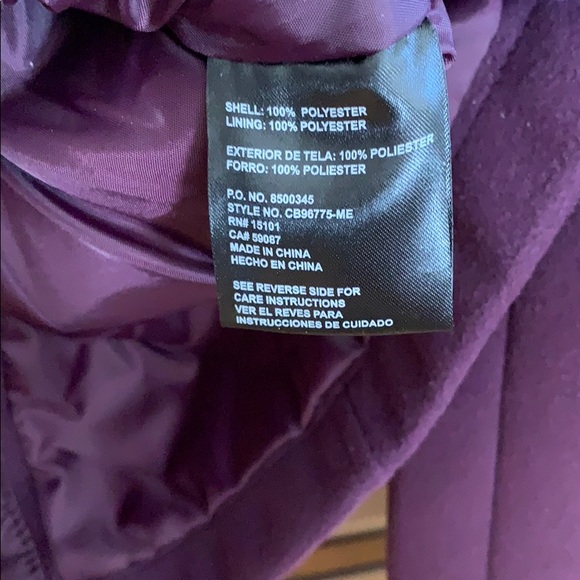 SHELL: 100% POLYESTER
LINING: 100% POLYESTER
EXTERIOR DE TELA: 100% POLIESTER
FORRO: 100% POLIESTER
P.O. NO. 8500345
STYLE NO. CB96775-ME
RN# 15101
CA# 59087
MADE IN CHINA
HECHO EN CHINA
SEE REVERSE SIDE FOR
CARE INSTRUCTIONS
VER EL REVES PARA
INSTRUCCIONES DE CUIDADO